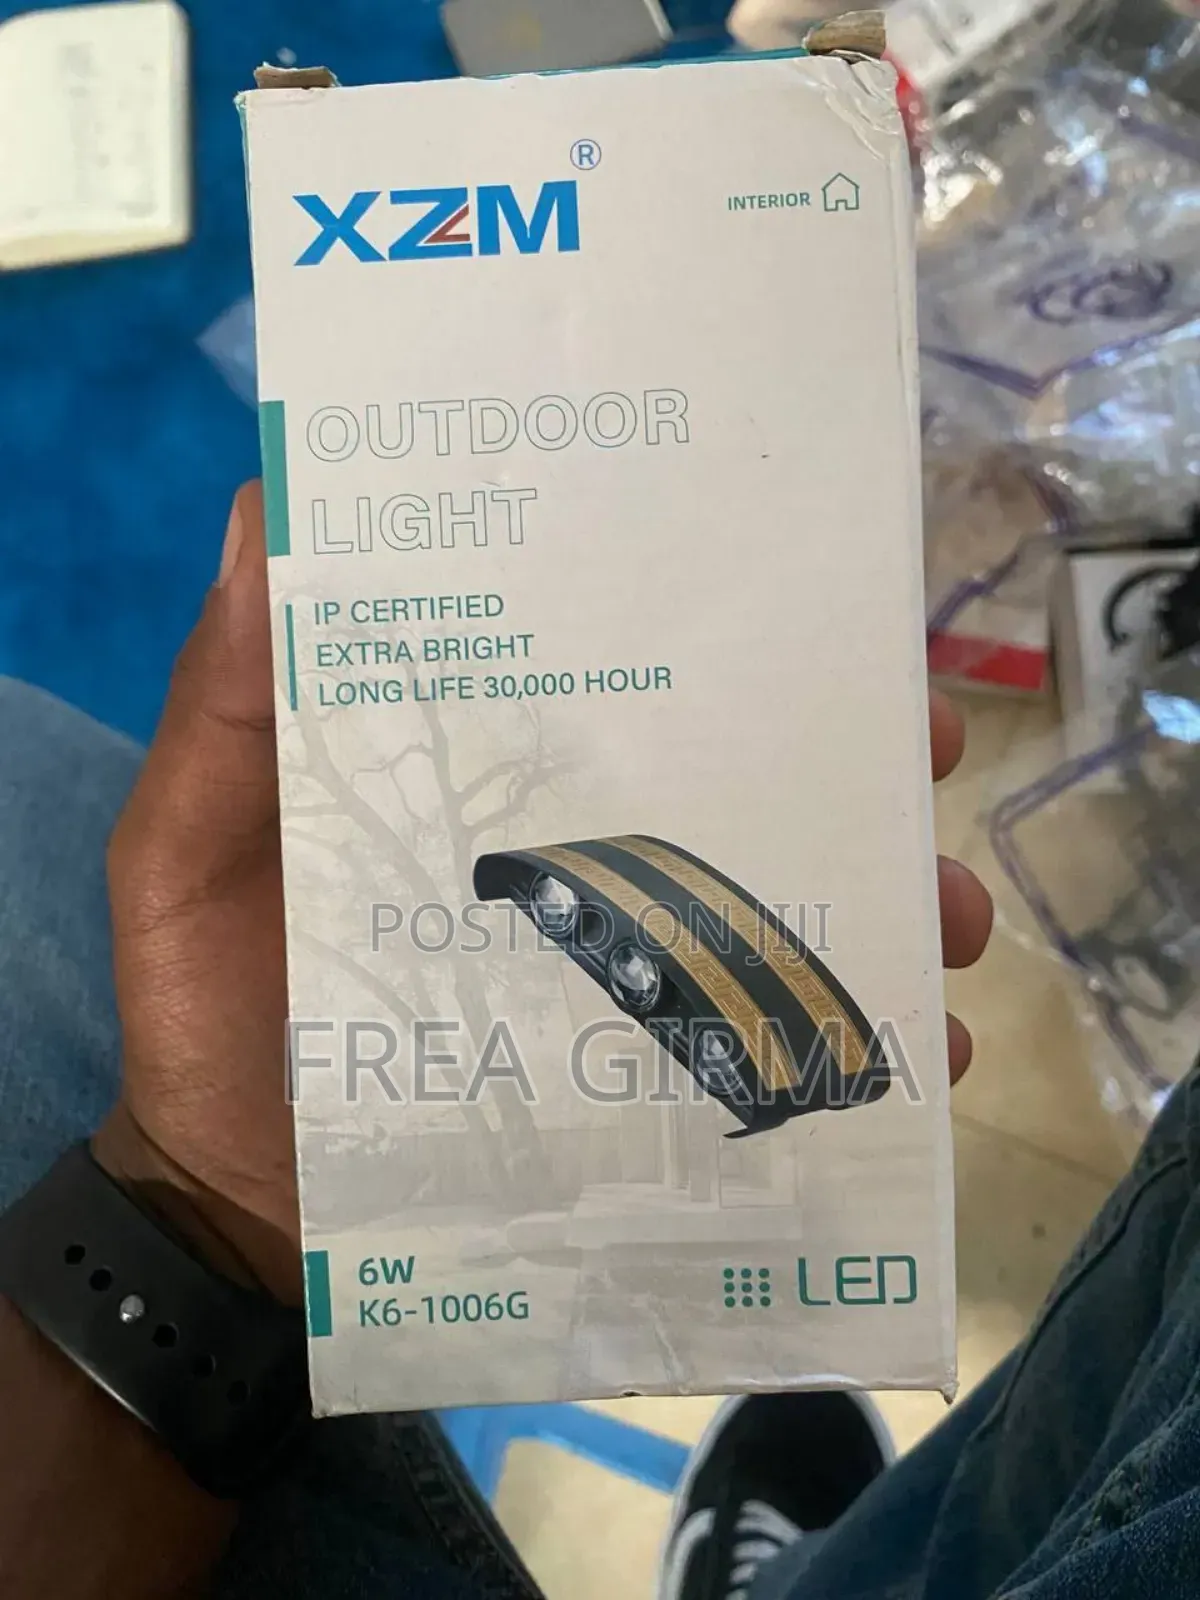 XZM®
INTERIOR
OUTDOOR
LIGHT
IP CERTIFIED
EXTRA BRIGHT
LONG LIFE 30,000 HOUR
POSTED ON JIJI
FREA GIRMA
6W
K6-1006G
LED